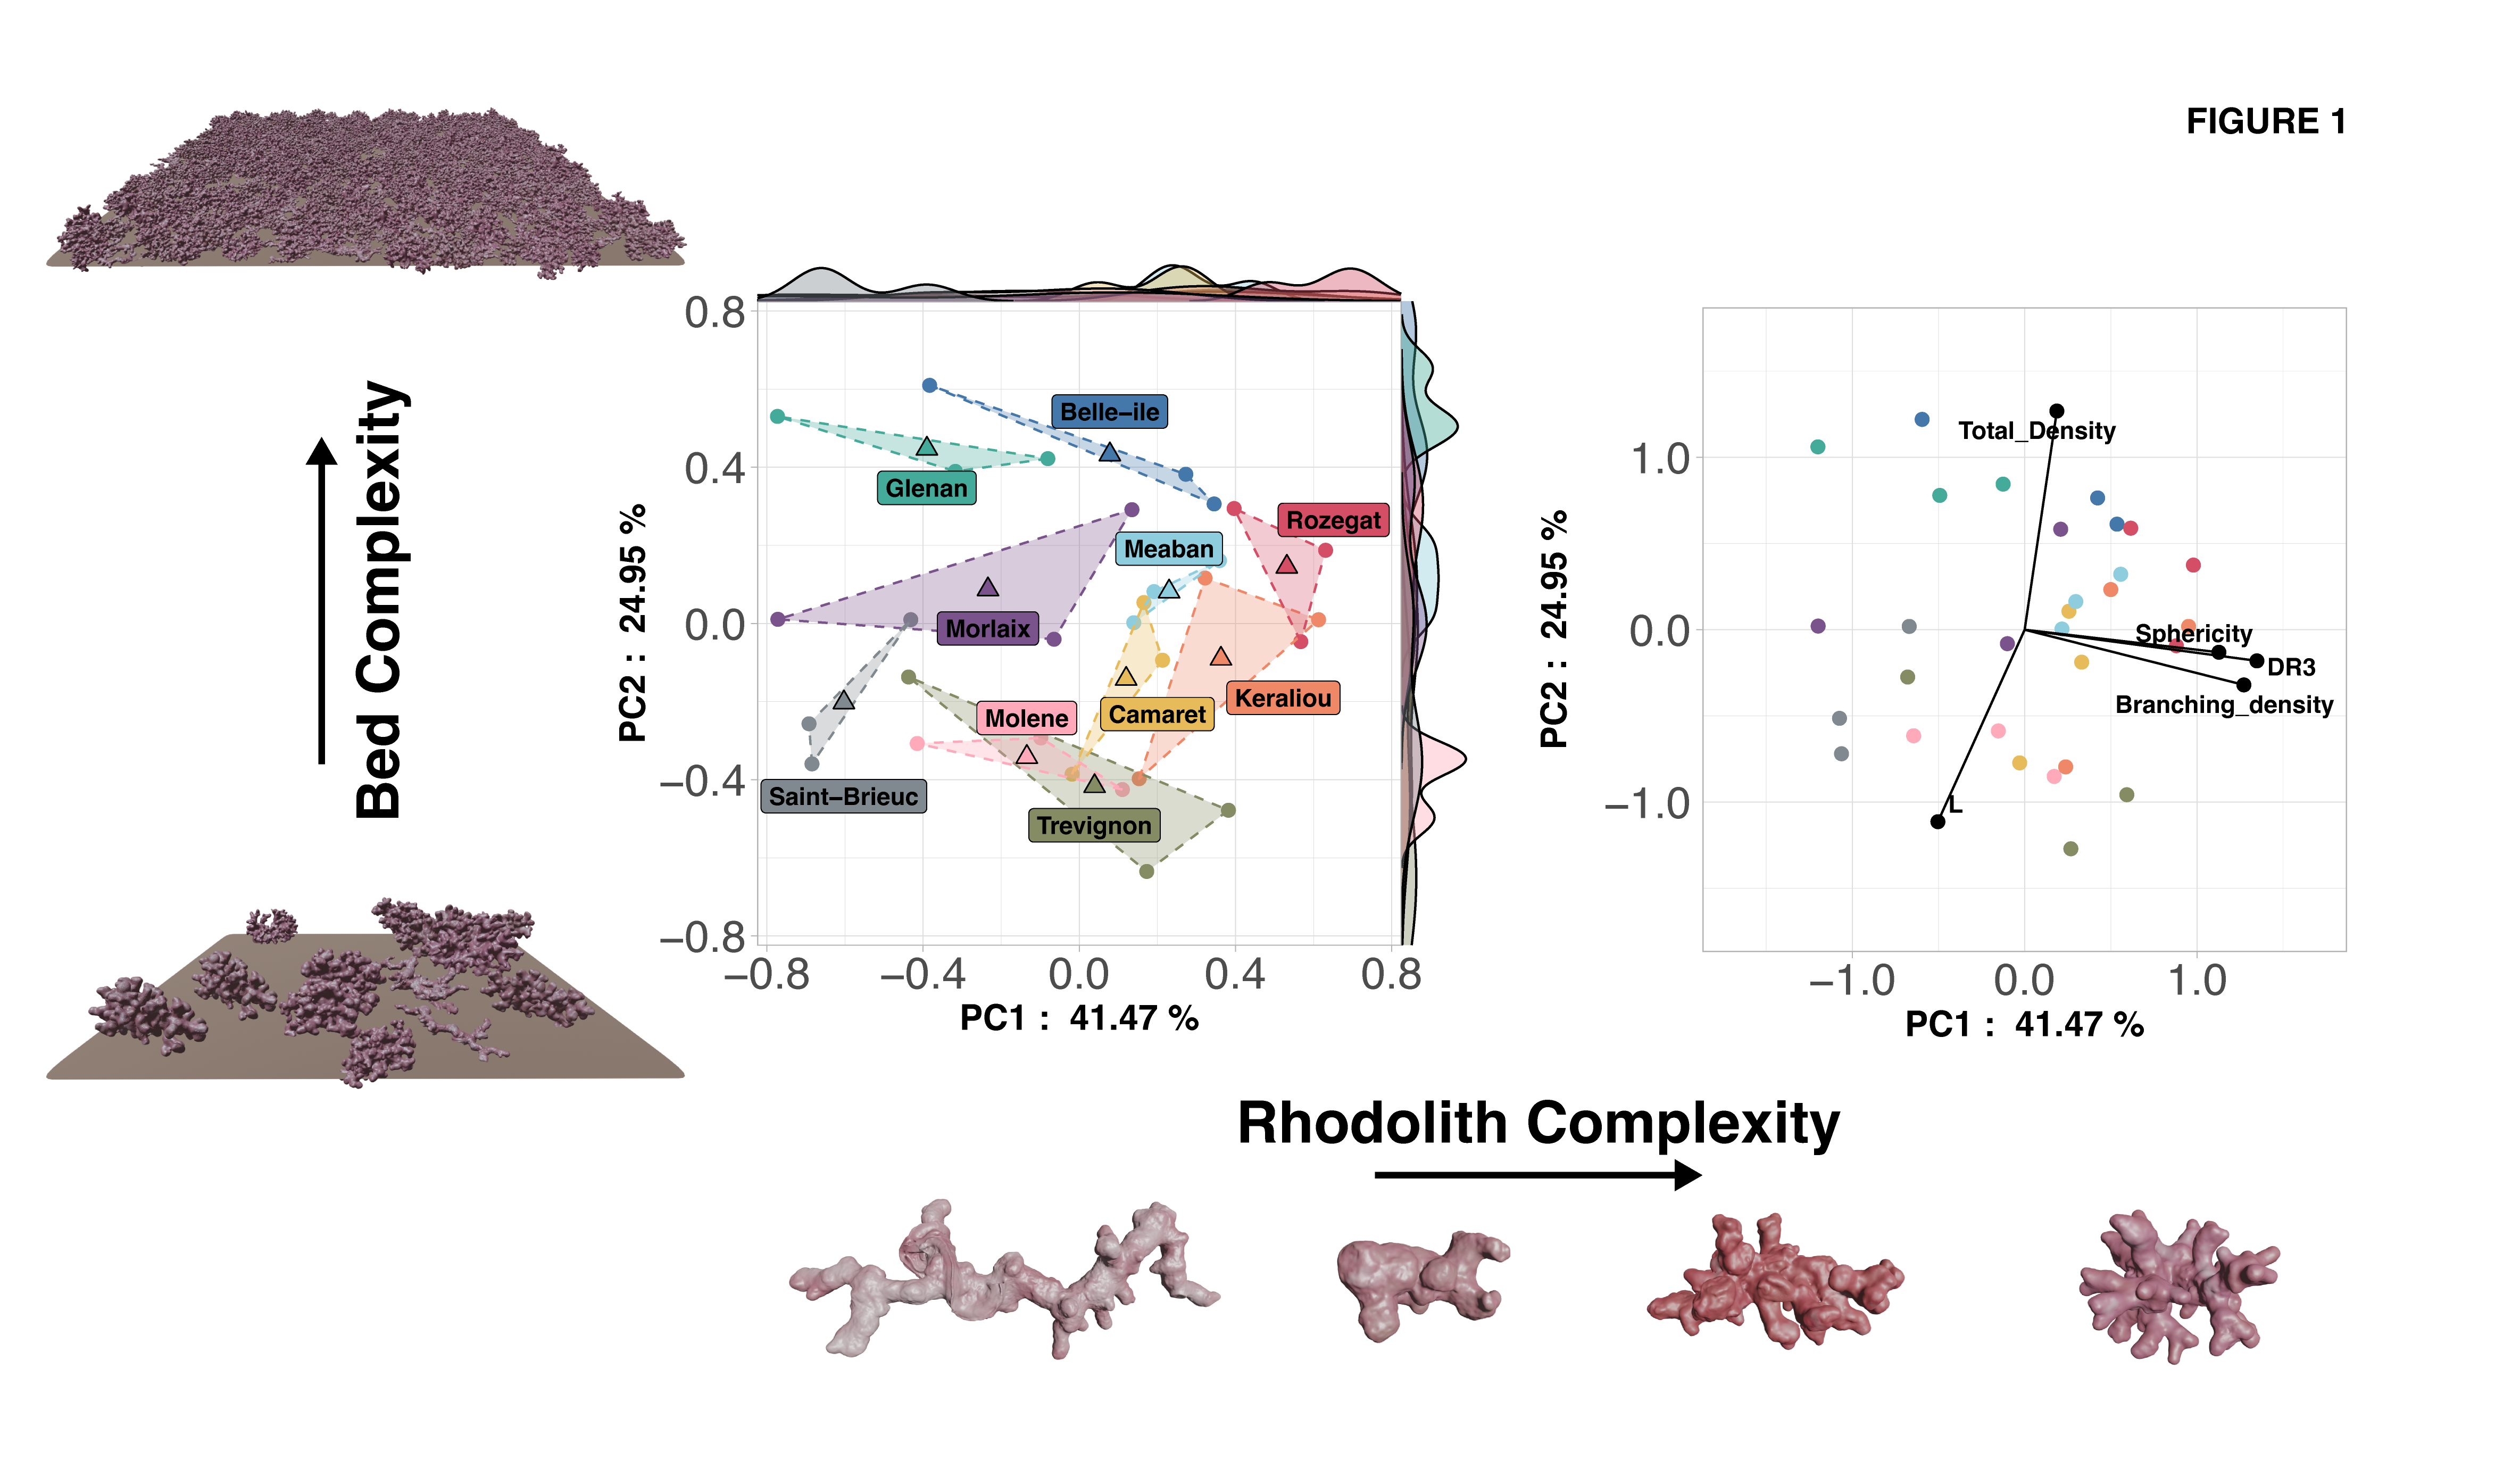 FIGURE 1
Bed Complexity
PC2 : 24.95 %
0.8
0.4
0.0
−0.4
−0.8
Belle−ile
Glenan
Rozegat
Meaban
Morlaix
Keraliou
Molene
Camaret
Saint−Brieuc
Trevignon
−0.8
−0.4
0.0
0.4
0.8
PC1 : 41.47 %
PC2 : 24.95 %
1.0
0.0
−1.0
Total_Density
Sphericity
DR3
Branching_density
L
−1.0
0.0
1.0
PC1 : 41.47 %
Rhodolith Complexity